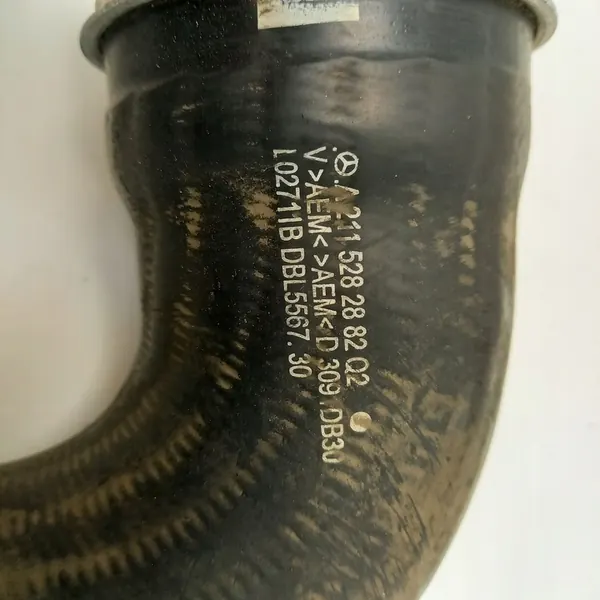 A 211 528 28 82 Q2
V >AEM< >AEM< D 309 .DB30
L02711B DBL5567.30